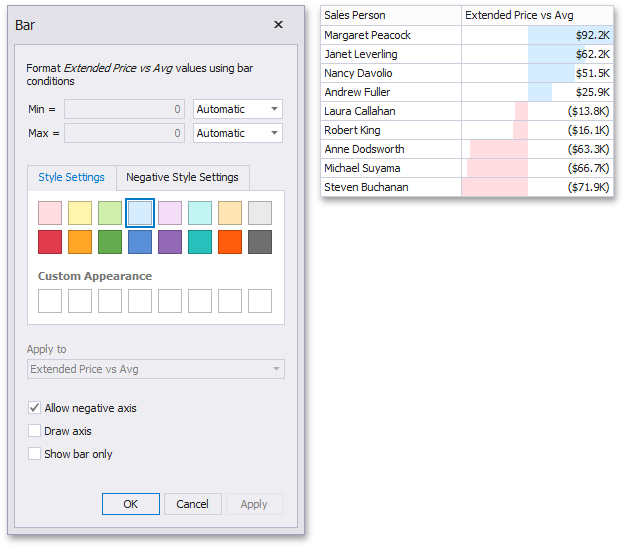 Bar
Format Extended Price vs Avg values using bar
conditions
Min = 0 Automatic
Max = 0 Automatic
Style Settings Negative Style Settings
Custom Appearance
Apply to
Extended Price vs Avg
Allow negative axis
Draw axis
Show bar only
OK Cancel Apply
Sales Person Extended Price vs Avg
Margaret Peacock $92.2K
Janet Leverling $62.2K
Nancy Davolio $51.5K
Andrew Fuller $25.9K
Laura Callahan ($13.8K)
Robert King ($16.1K)
Anne Dodsworth ($63.3K)
Michael Suyama ($66.7K)
Steven Buchanan ($71.9K)